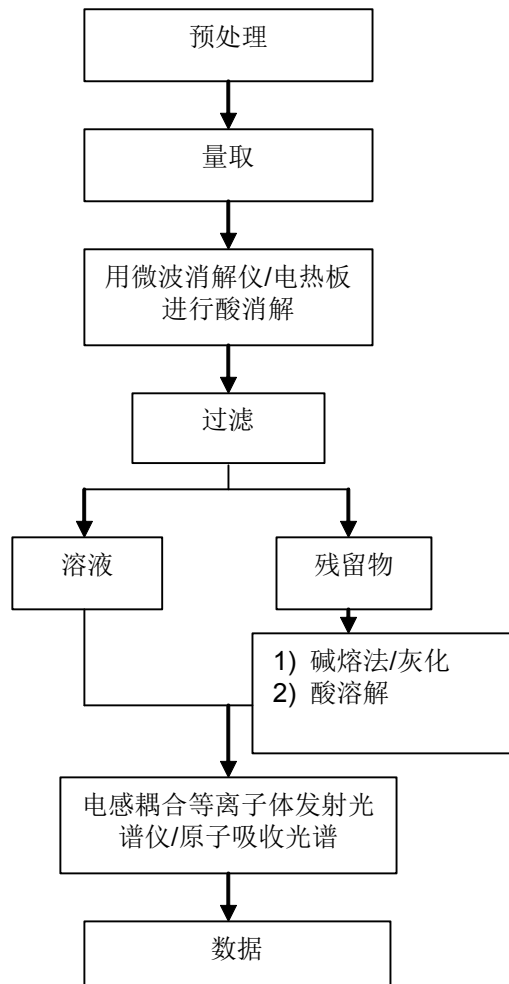 预处理
量取
用微波消解仪/电热板
进行酸消解
过滤
溶液
残留物
1) 碱熔法/灰化
2) 酸溶解
电感耦合等离子体发射光
谱仪/原子吸收光谱
数据